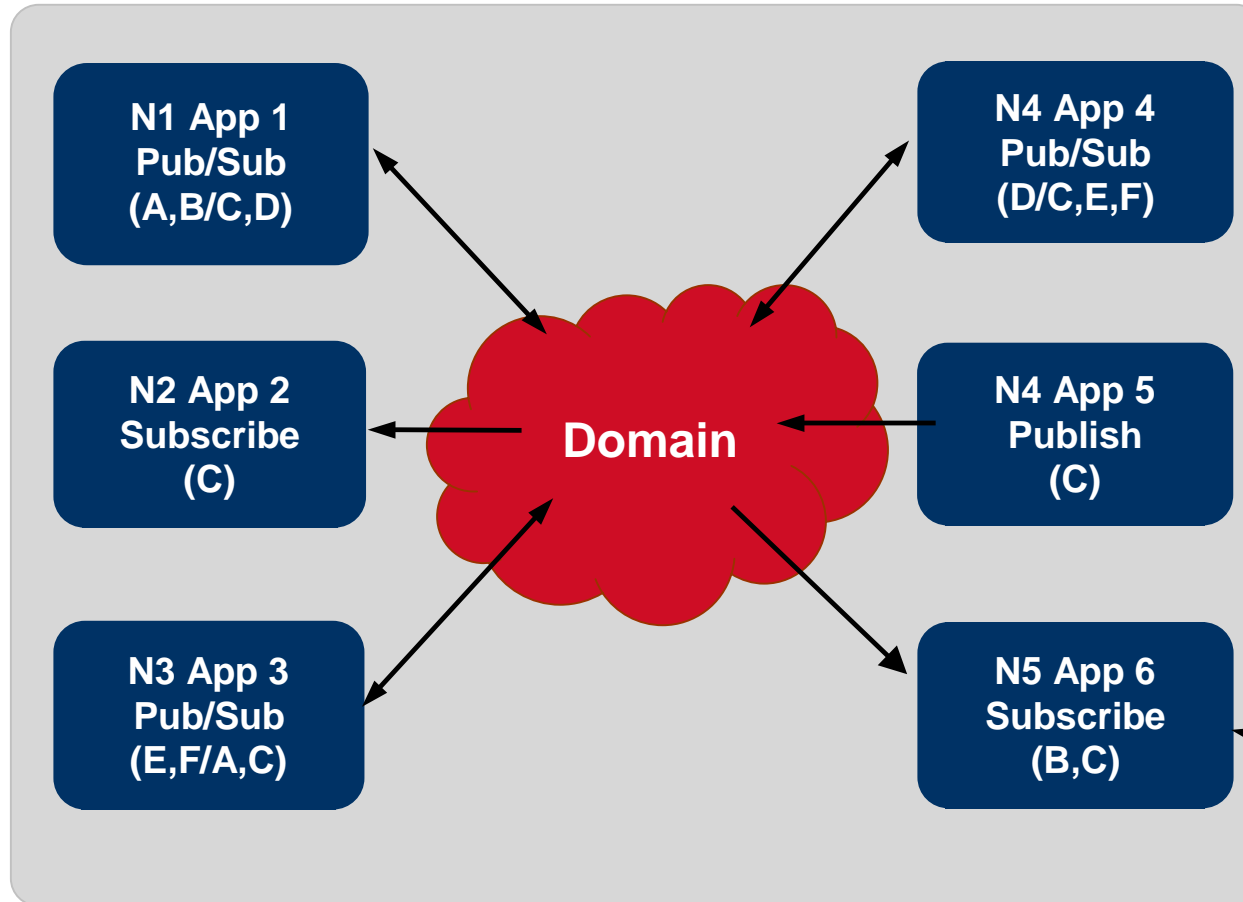 N1 App 1
Pub/Sub
(A,B/C,D)
N4 App 4
Pub/Sub
(D/C,E,F)
N2 App 2
Subscribe
(C)
Domain
N4 App 5
Publish
(C)
N3 App 3
Pub/Sub
(E,F/A,C)
N5 App 6
Subscribe
(B,C)